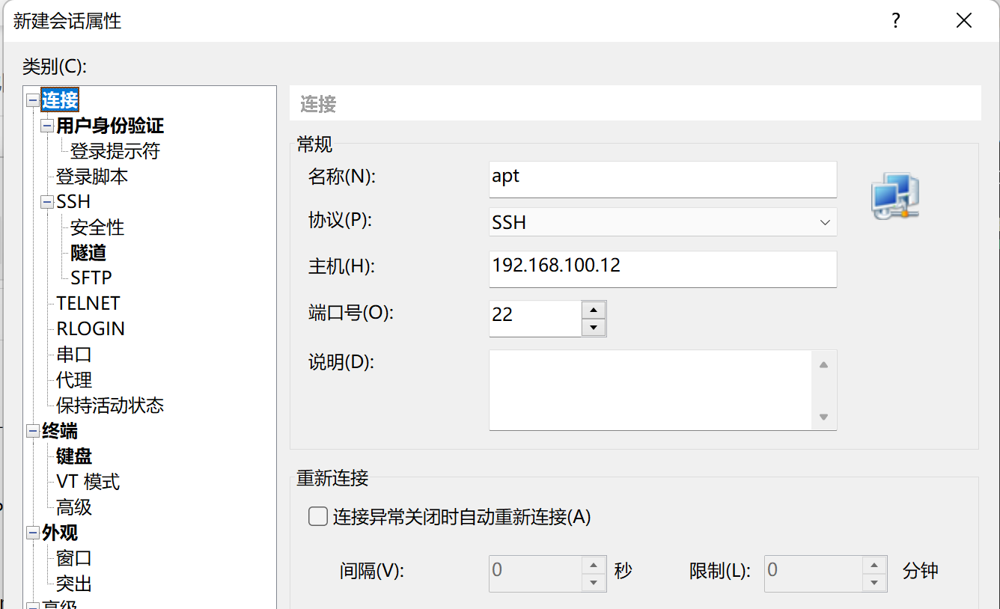 新建会话属性
?
类别(C):
连接
用户身份验证
登录提示符
登录脚本
SSH
安全性
隧道
SFTP
TELNET
RLOGIN
串口
代理
保持活动状态
终端
键盘
VT 模式
高级
外观
窗口
突出
高级
连接
常规
名称(N): apt
协议(P): SSH
主机(H): 192.168.100.12
端口号(O): 22
说明(D):
重新连接
连接异常关闭时自动重新连接(A)
间隔(V): 0 秒 限制(L): 0 分钟